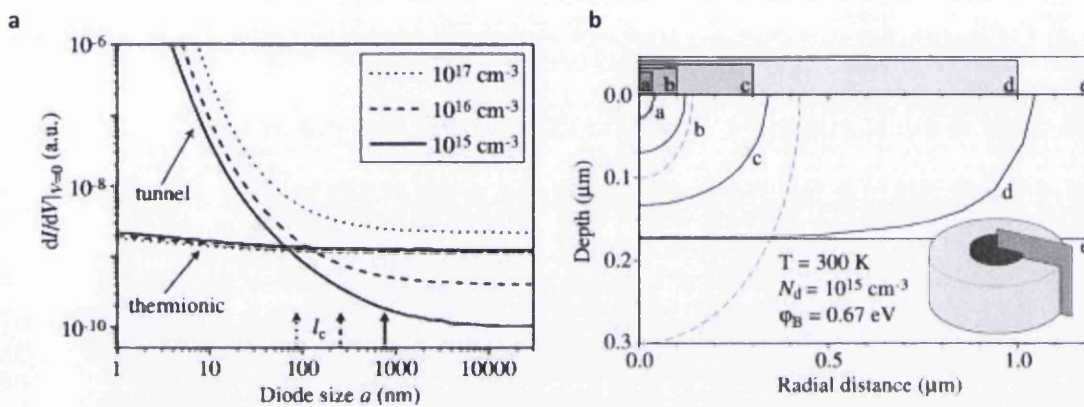 a
10-6
10-8
10-10
dI/dV|V=0 (a.u.)
10^17 cm-3
10^16 cm-3
10^15 cm-3
tunnel
thermionic
lc
1 10 100 1000 10000
Diode size a (nm)
b
a b c d e
0.0
0.1
0.2
0.3
Depth (μm)
a
b
c
d
e
T = 300 K
Nd = 10^15 cm-3
φB = 0.67 eV
0.0 0.5 1.0
Radial distance (μm)